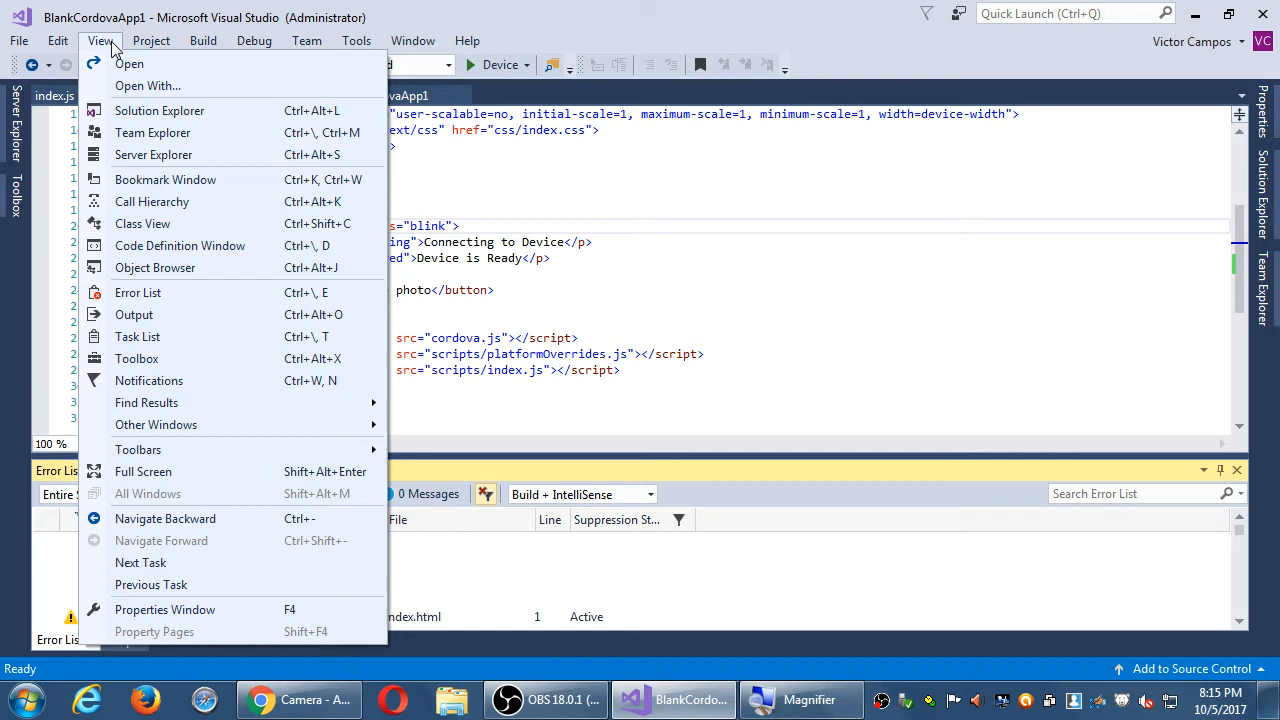 BlankCordovaApp1 - Microsoft Visual Studio (Administrator)
Quick Launch (Ctrl+Q)
File Edit View Project Build Debug Team Tools Window Help
Victor Campos VC
d Device
index.js ovaApp1
Open
Open With...
Solution Explorer Ctrl+Alt+L
Team Explorer Ctrl+\, Ctrl+M
Server Explorer Ctrl+Alt+S
Bookmark Window Ctrl+K, Ctrl+W
Call Hierarchy Ctrl+Alt+K
Class View Ctrl+Shift+C
Code Definition Window Ctrl+\, D
Object Browser Ctrl+Alt+J
Error List Ctrl+\, E
Output Ctrl+Alt+O
Task List Ctrl+\, T
Toolbox Ctrl+Alt+X
Notifications Ctrl+W, N
Find Results
Other Windows
Toolbars
Full Screen Shift+Alt+Enter
All Windows Shift+Alt+M
Navigate Backward Ctrl+-
Navigate Forward Ctrl+Shift+-
Next Task
Previous Task
Properties Window F4
Property Pages Shift+F4
Server Explorer
Toolbox
"user-scalable=no, initial-scale=1, maximum-scale=1, minimum-scale=1, width=device-width">
ext/css" href="css/index.css">
>
s="blink">
ing">Connecting to Device</p>
ed">Device is Ready</p>
photo</button>
src="cordova.js"></script>
src="scripts/platformOverrides.js"></script>
src="scripts/index.js"></script>
Properties
Solution Explorer
Team Explorer
100 %
Error Lis
Entire S 0 Messages Build + IntelliSense Search Error List
File Line Suppression St...
ndex.html 1 Active
Error Lis
Ready Add to Source Control
Camera - A... OBS 18.0.1 (... BlankCordo... Magnifier
8:15 PM
10/5/2017